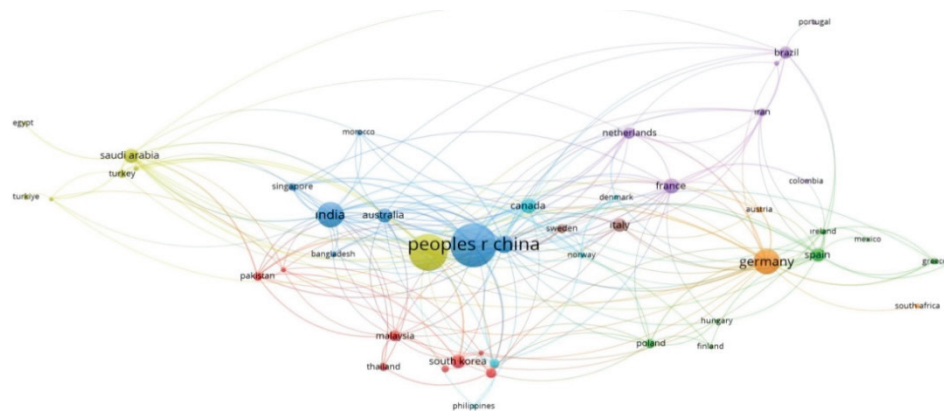 portugal
brazil
iran
egypt
morocco
netherlands
saudi arabia
turkey
singapore
france
colombia
turkiye
denmark
canada
austria
india
australia
sweden
italy
ireland
mexico
peoples r china
bangladesh
norway
germany
spain
greece
pakistan
south africa
hungary
malaysia
poland
finland
south korea
thailand
philippines